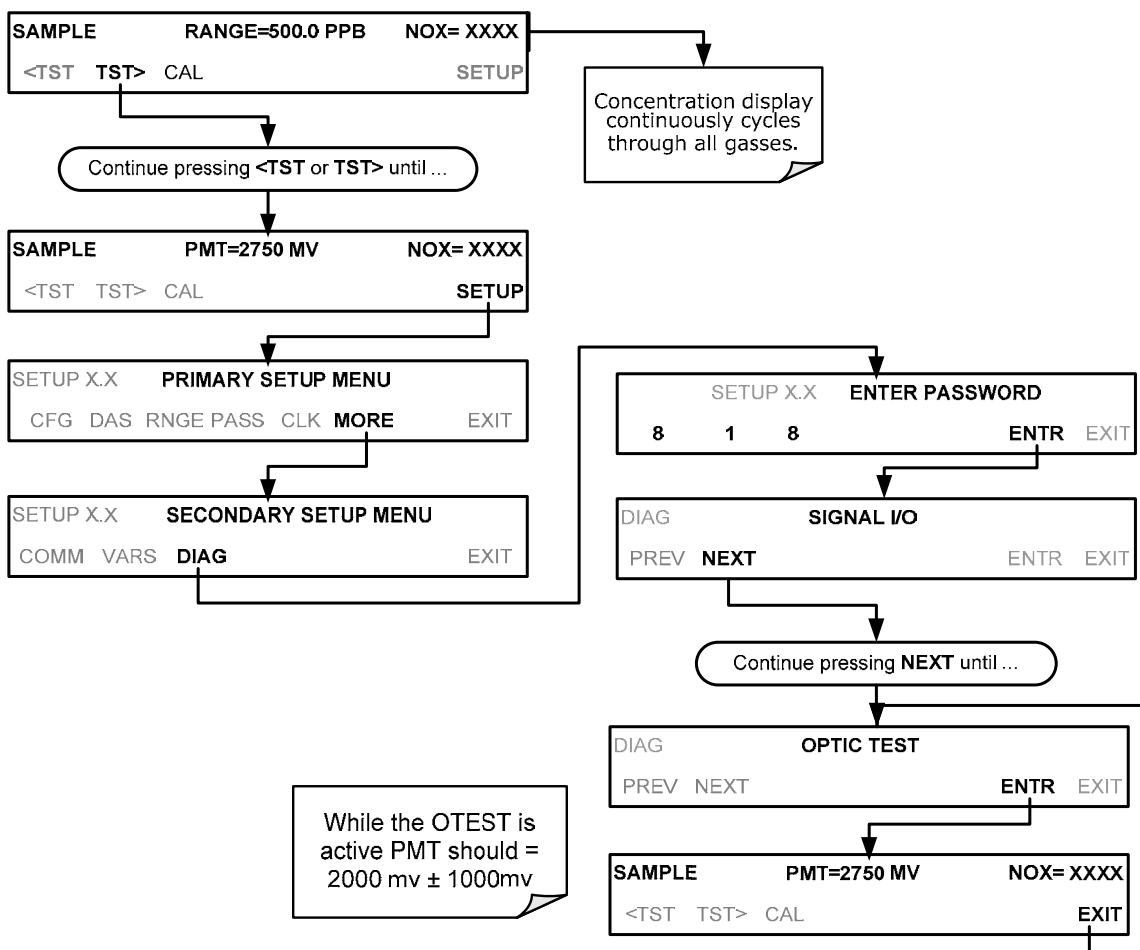 SAMPLE RANGE=500.0 PPB NOX= XXXX
<TST TST> CAL SETUP
Concentration display
continuously cycles
through all gasses.
Continue pressing <TST or TST> until ...
SAMPLE PMT=2750 MV NOX= XXXX
<TST TST> CAL SETUP
SETUP X.X PRIMARY SETUP MENU
CFG DAS RNGE PASS CLK MORE EXIT
SETUP X.X SECONDARY SETUP MENU
COMM VARS DIAG EXIT
SETUP X.X ENTER PASSWORD
8 1 8 ENTR EXIT
DIAG SIGNAL I/O
PREV NEXT ENTR EXIT
Continue pressing NEXT until ...
DIAG OPTIC TEST
PREV NEXT ENTR EXIT
While the OTEST is
active PMT should =
2000 mv ± 1000mv
SAMPLE PMT=2750 MV NOX= XXXX
<TST TST> CAL EXIT